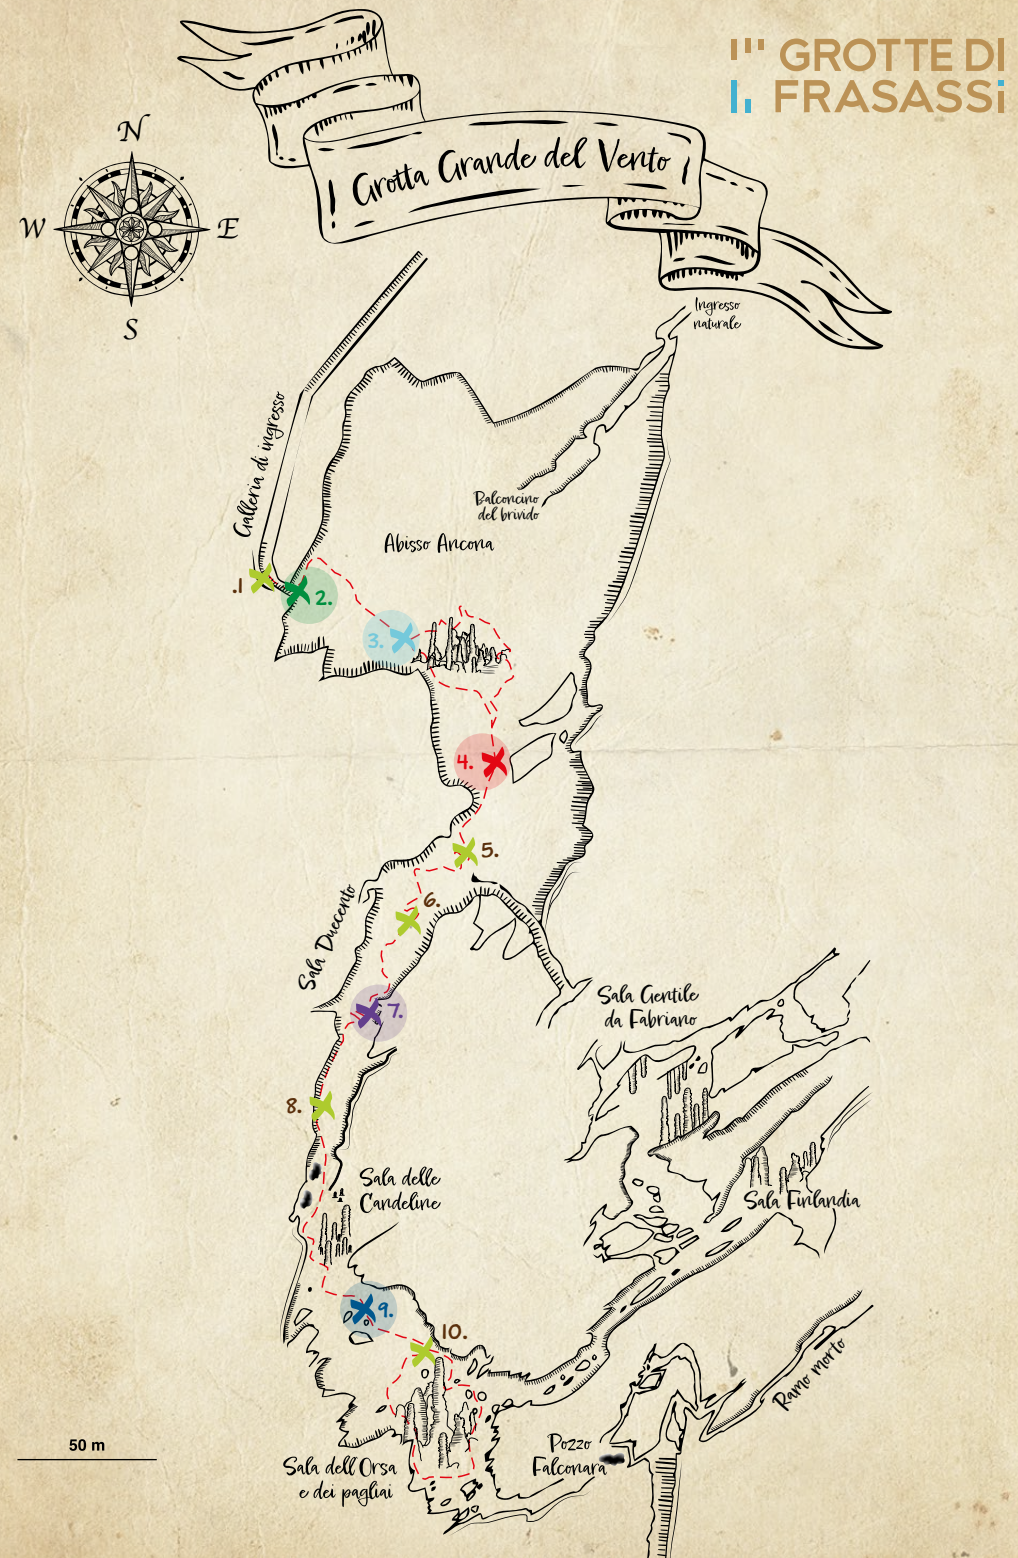 GROTTE DI
FRASASSi
Grotta Grande del Vento
N
W
E
S
Ingresso
naturale
Galleria di ingresso
Balconcino
del brivido
Abisso Ancona
.1
2.
3.
4.
5.
6.
Sala Duecento
Sala Gentile
da Fabriano
7.
8.
Sala delle
Candeline
Sala Finlandia
9.
10.
Ramo morto
50 m
Pozzo
Falconara
Sala dell'Orsa
e dei pagliai